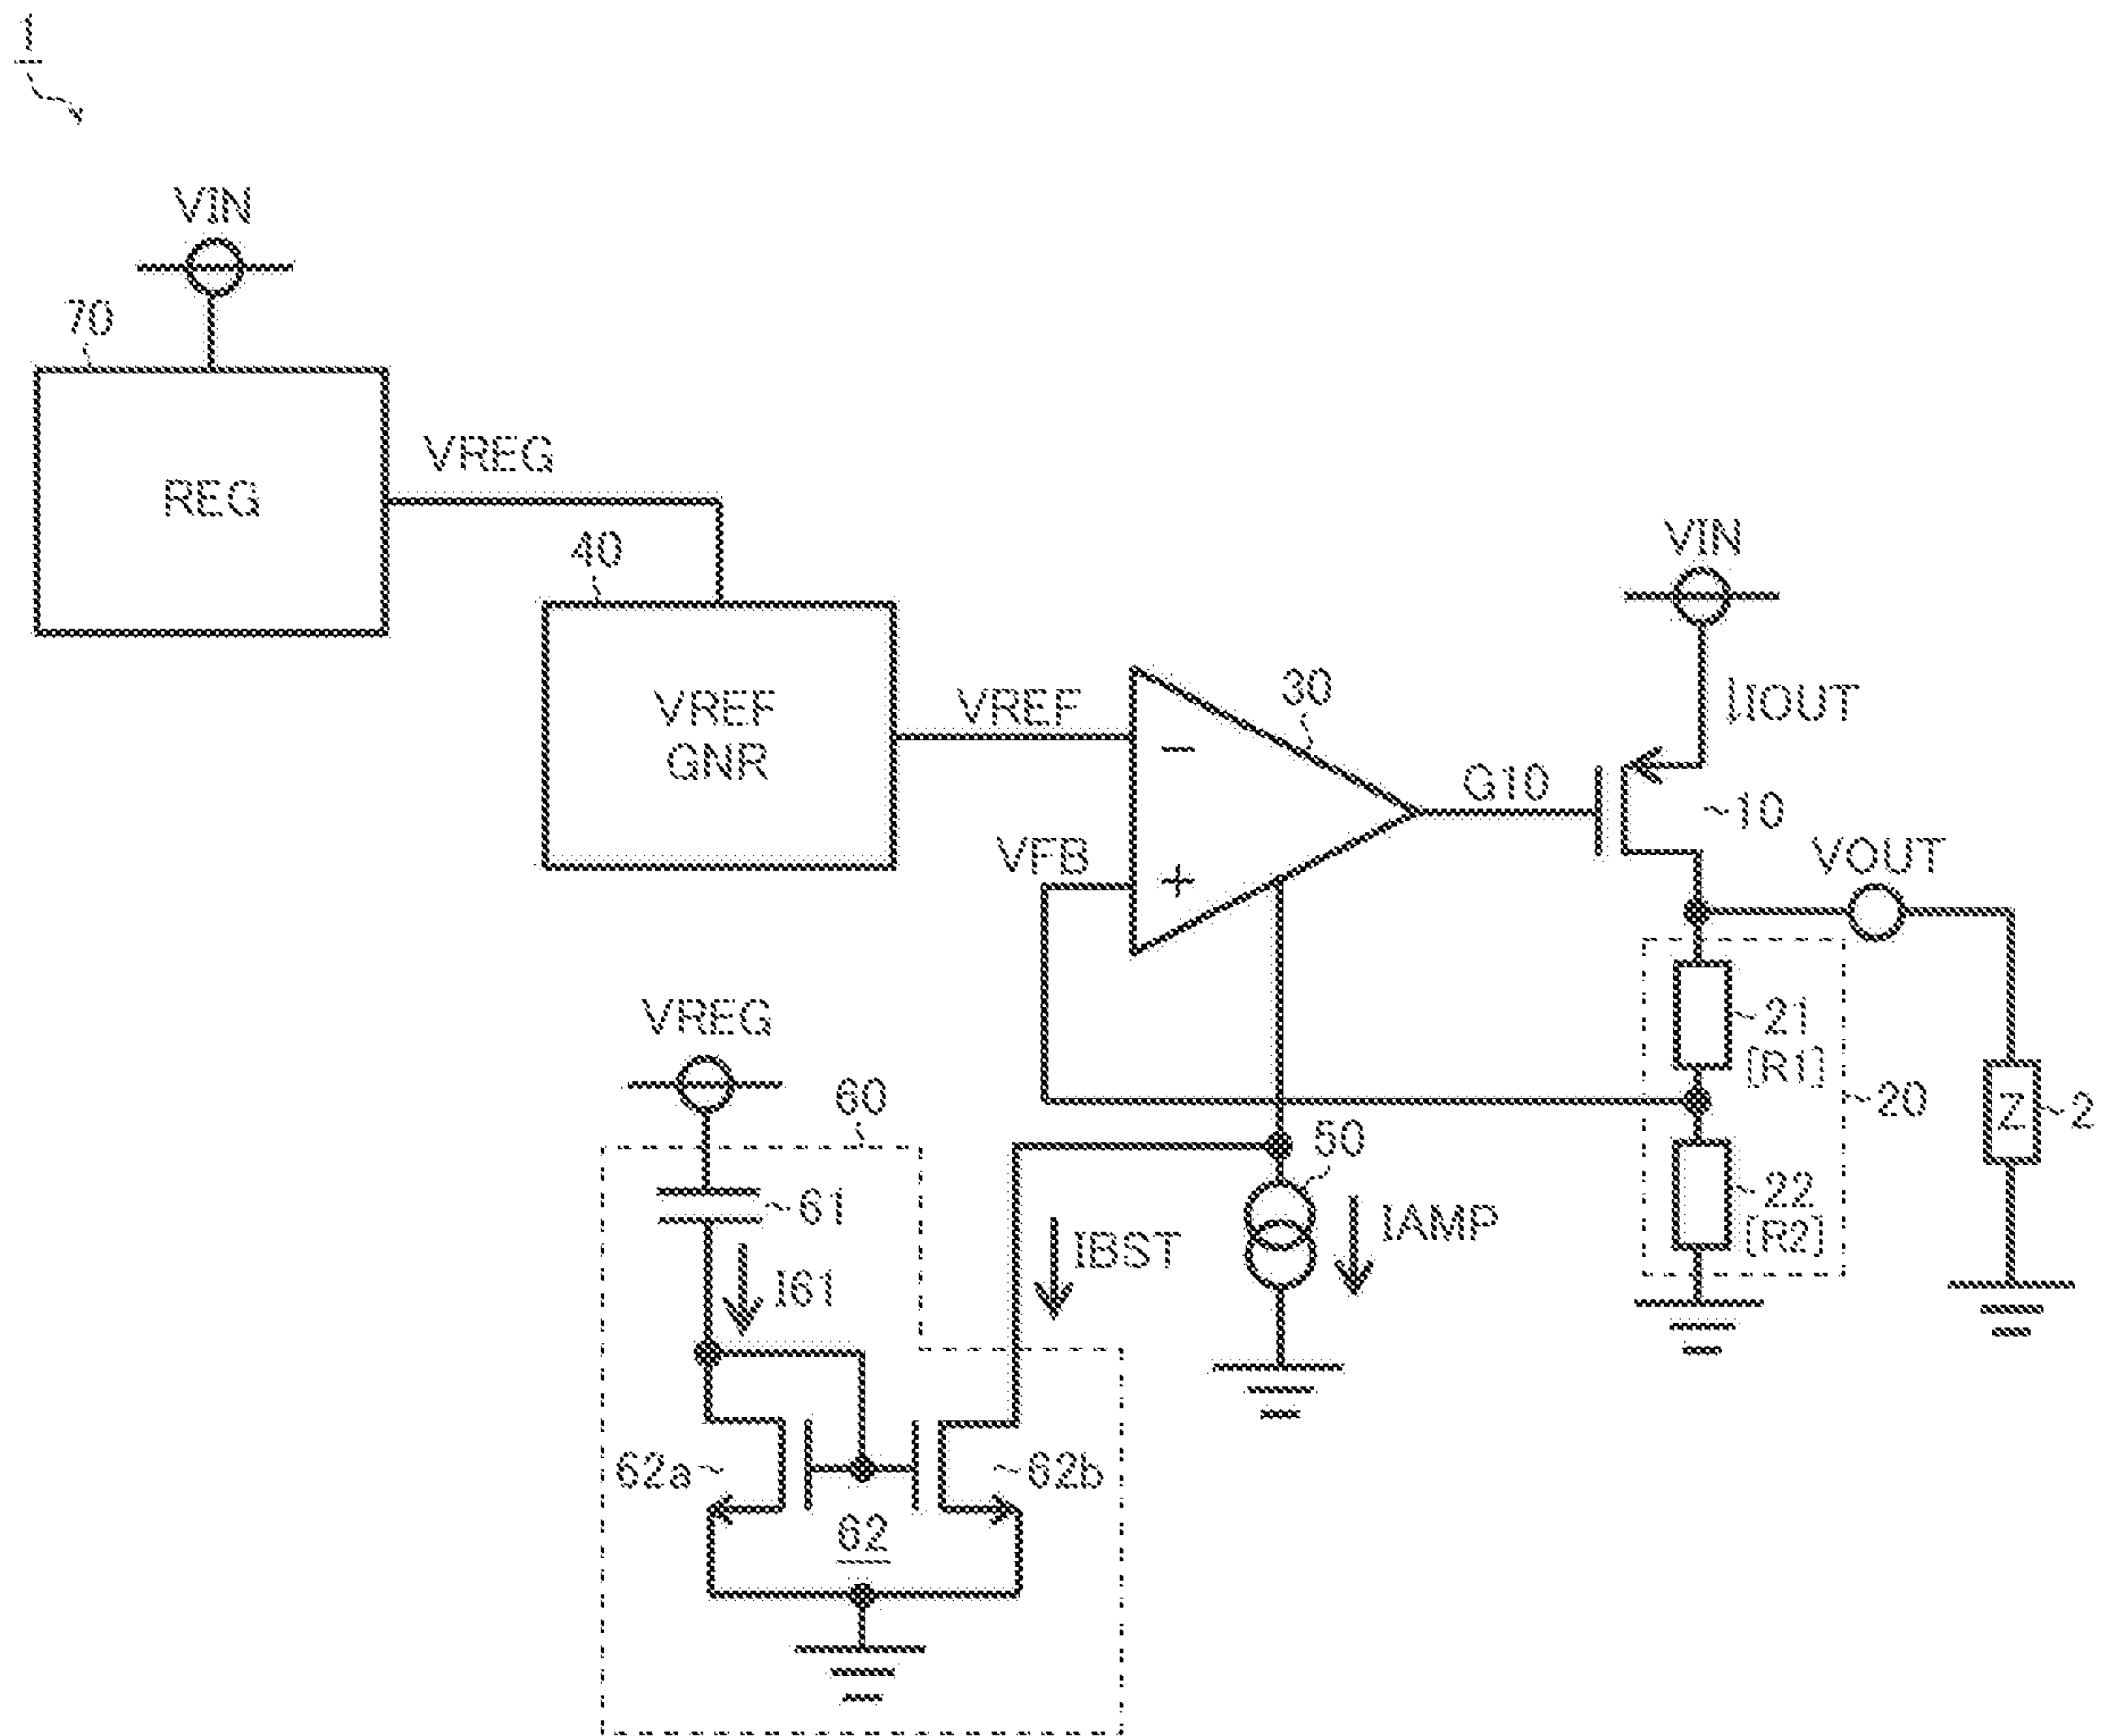 1
VIN
70
REG
VREG
40
VREF
GNR
VREF
VFB
-
+
30
G10
VIN
↓IOUT
~10
VOUT
~21
[R1]
~22
[R2]
~20
Z
~2
VREG
60
~61
I61
IBST
50
IAMP
62a~
~62b
62